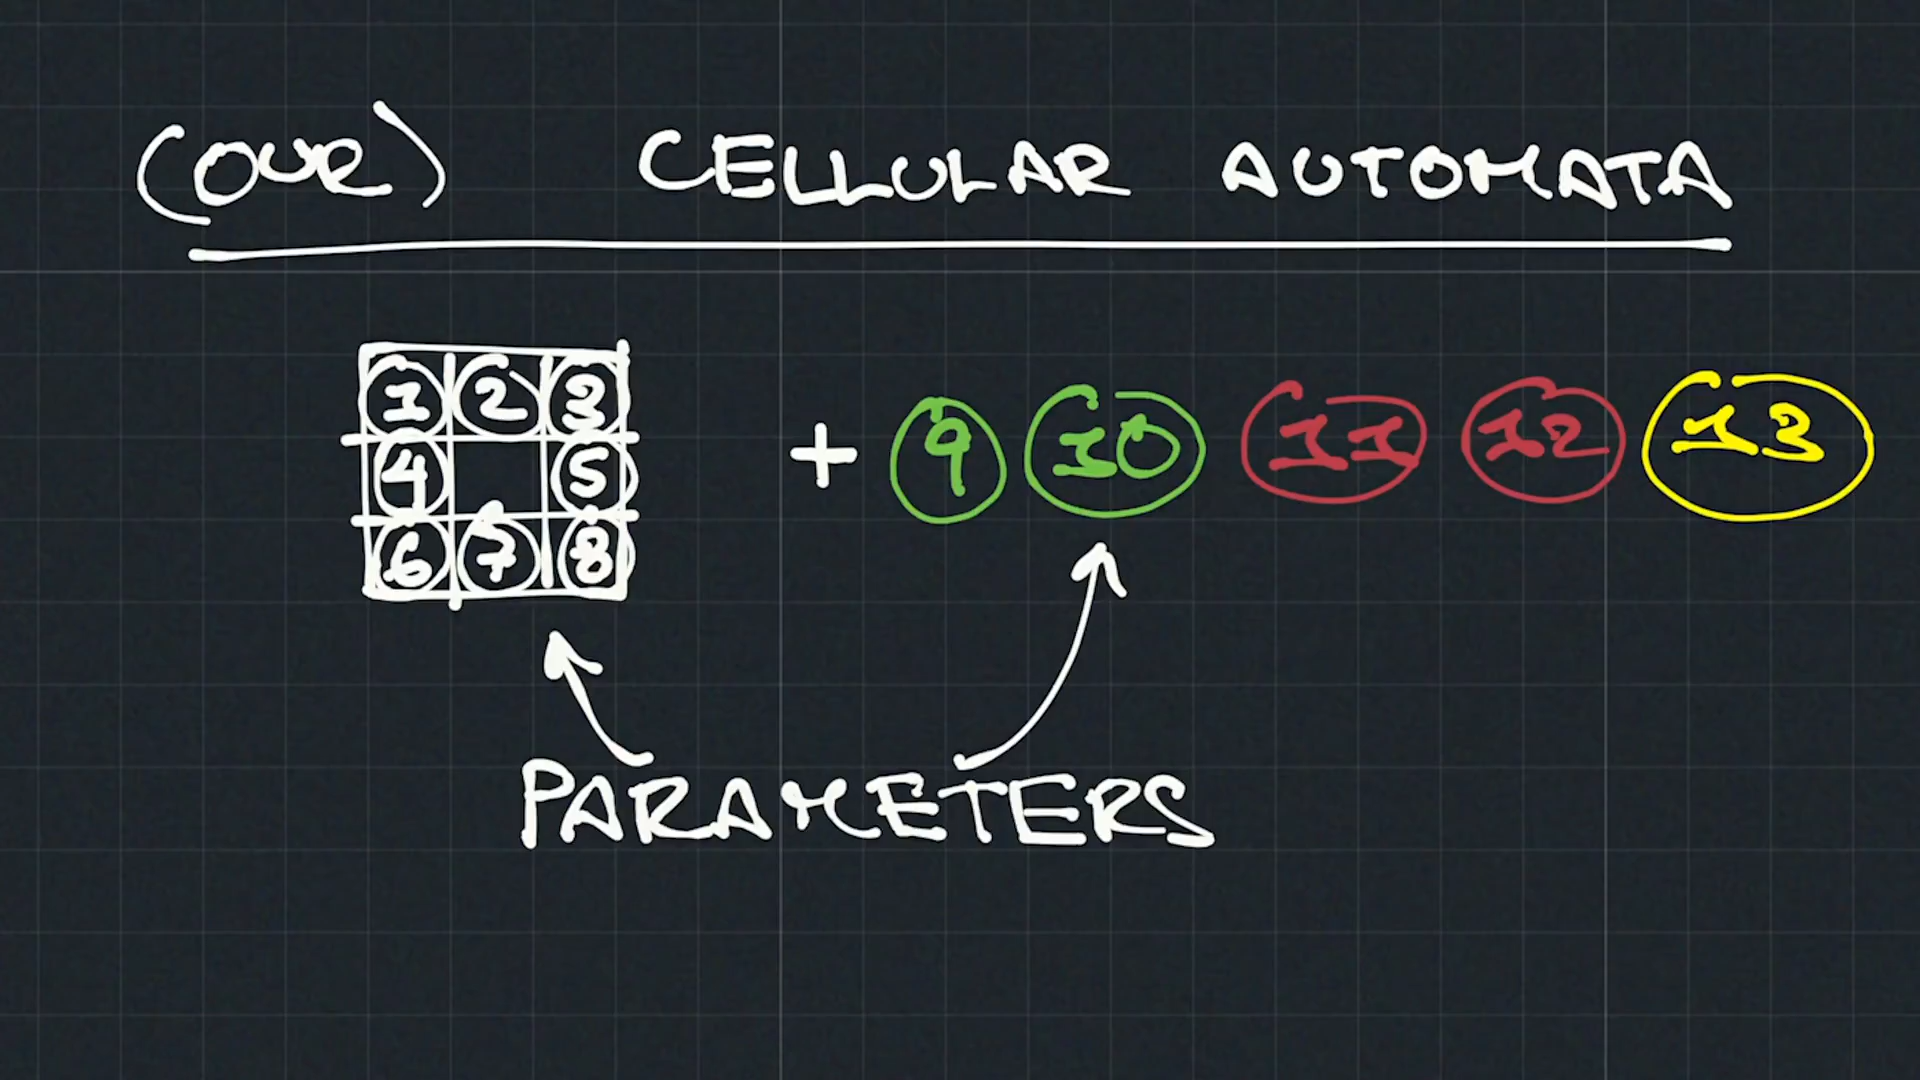 (OUR) CELLULAR AUTOMATA
1 2 3
4 5
6 7 8
+ 9 10 11 12 13
PARAMETERS